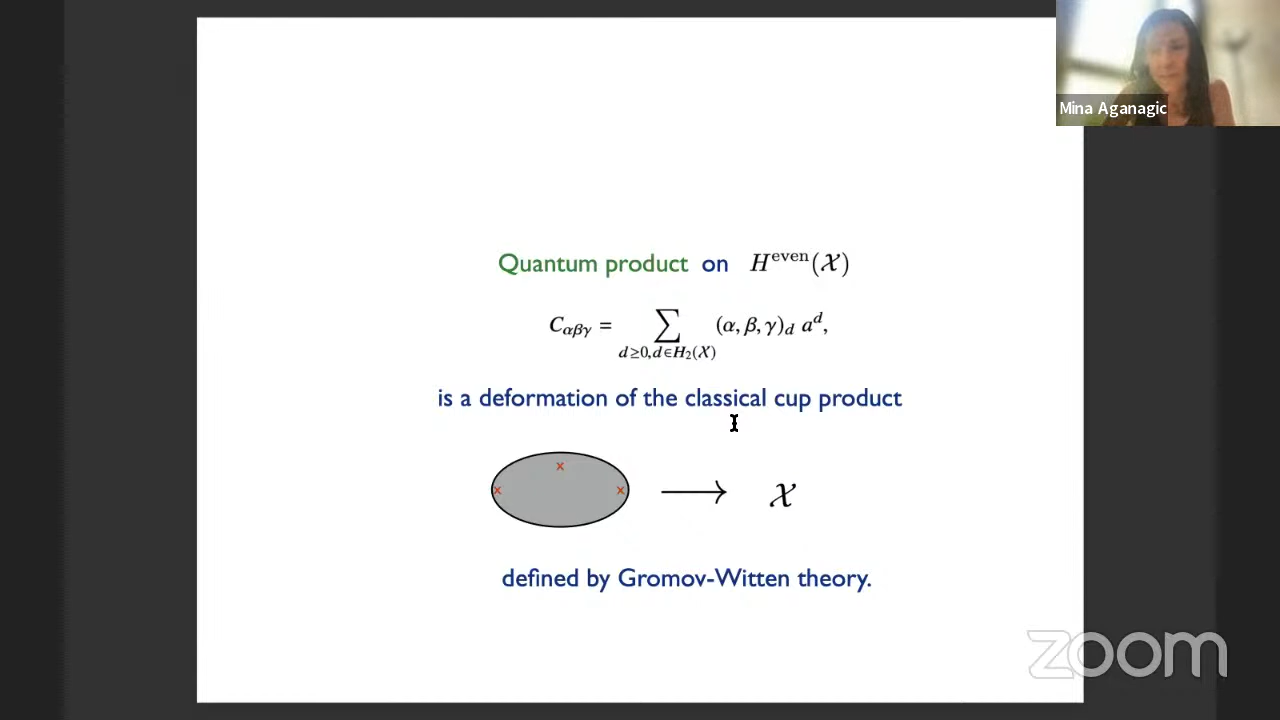 Mina Aganagic
Quantum product on H^even(𝒳)
C_αβγ = ∑_{d≥0, d∈H_2(X)} (α, β, γ)_d a^d,
is a deformation of the classical cup product
x
x x
⟶ 𝒳
defined by Gromov-Witten theory.
zoom